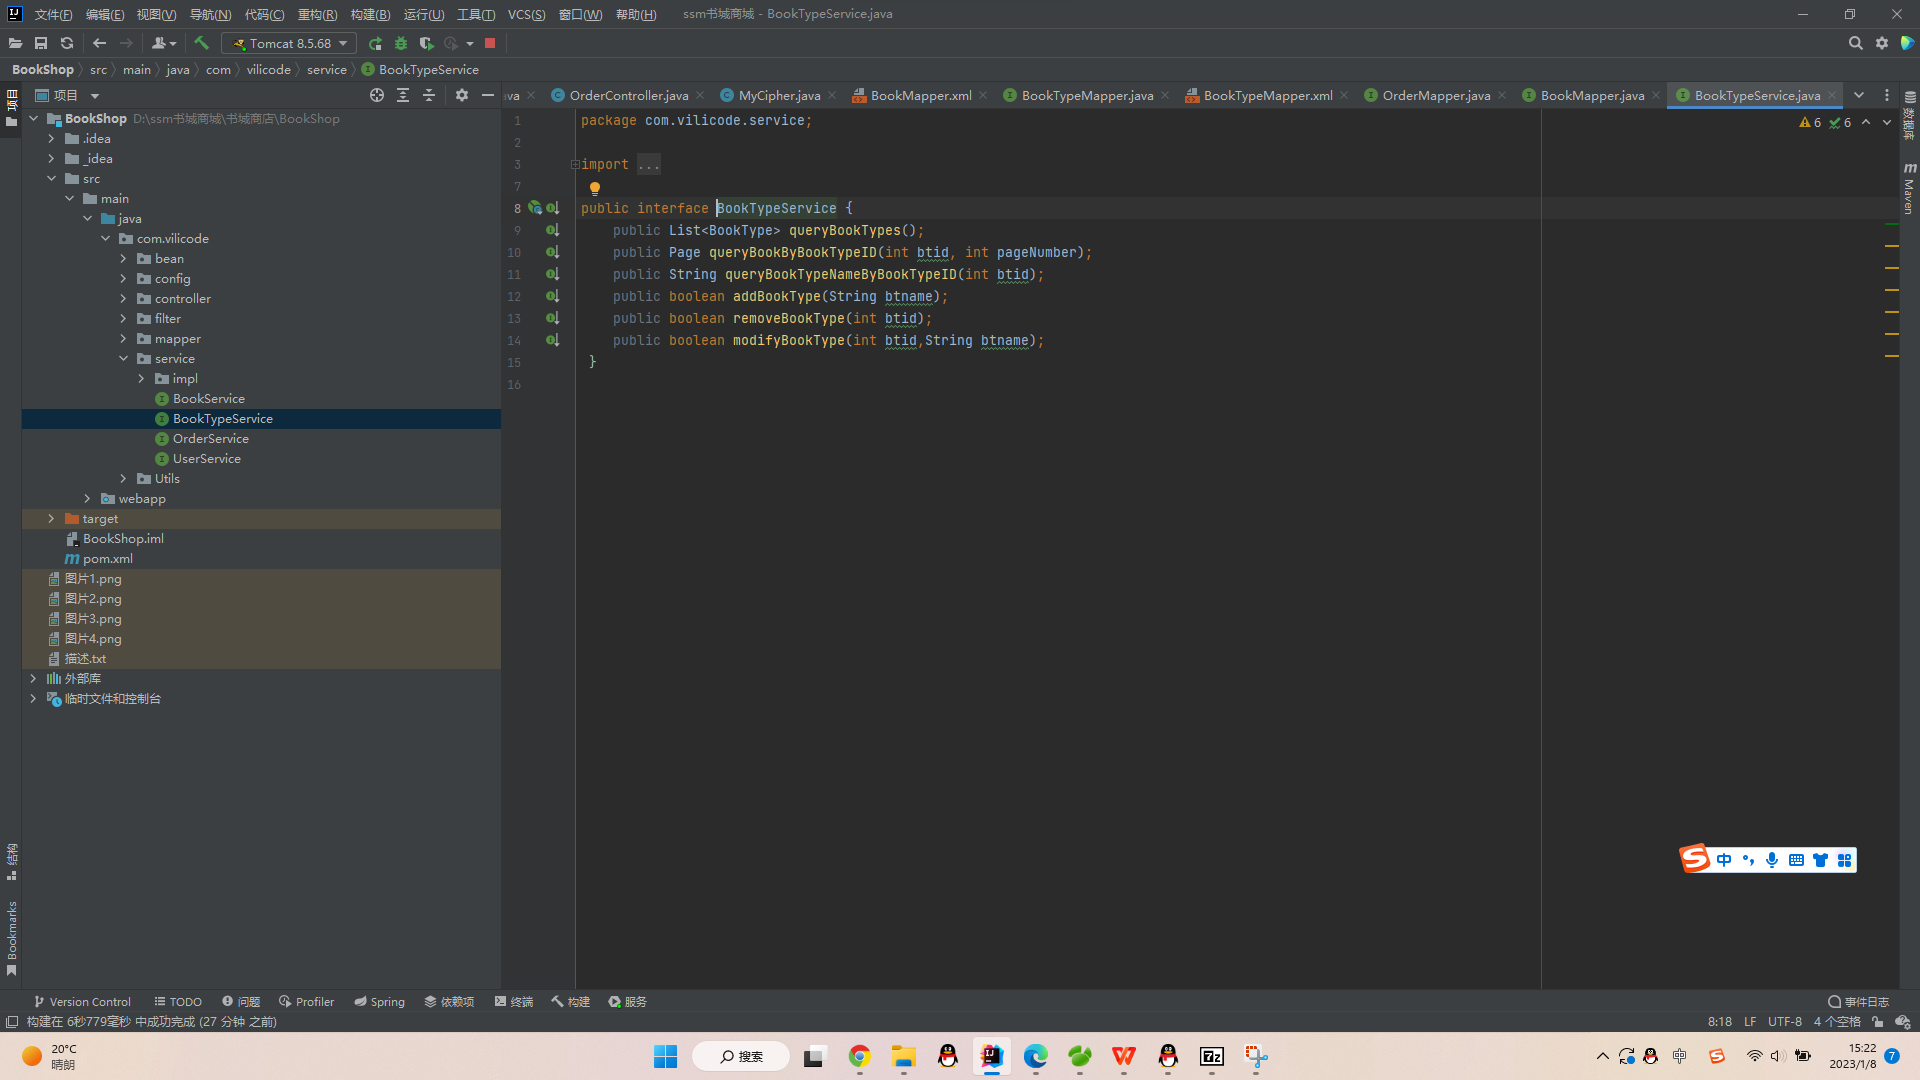 文件(F) 编辑(E) 视图(V) 导航(N) 代码(C) 重构(R) 构建(B) 运行(U) 工具(T) VCS(S) 窗口(W) 帮助(H) ssm书城商城 - BookTypeService.java
Tomcat 8.5.68
BookShop src main java com vilicode service BookTypeService
项目
项目
ava OrderController.java MyCipher.java BookMapper.xml BookTypeMapper.java BookTypeMapper.xml OrderMapper.java BookMapper.java BookTypeService.java
BookShop D:\ssm书城商城\书城商店\BookShop
.idea
_idea
src
main
java
com.vilicode
bean
config
controller
filter
mapper
service
impl
BookService
BookTypeService
OrderService
UserService
Utils
webapp
target
BookShop.iml
pom.xml
图片1.png
图片2.png
图片3.png
图片4.png
描述.txt
外部库
临时文件和控制台
结构
Bookmarks
1 package com.vilicode.service;
2
3 import ...
7
8 public interface BookTypeService {
9 public List<BookType> queryBookTypes();
10 public Page queryBookByBookTypeID(int btid, int pageNumber);
11 public String queryBookTypeNameByBookTypeID(int btid);
12 public boolean addBookType(String btname);
13 public boolean removeBookType(int btid);
14 public boolean modifyBookType(int btid,String btname);
15 }
16
6 6
数据库
Maven
中
Version Control TODO 问题 Profiler Spring 依赖项 终端 构建 服务 事件日志
构建在 6秒779毫秒 中成功完成 (27 分钟 之前) 8:18 LF UTF-8 4 个空格
20°C
晴朗
搜索
中
15:22
2023/1/8
7